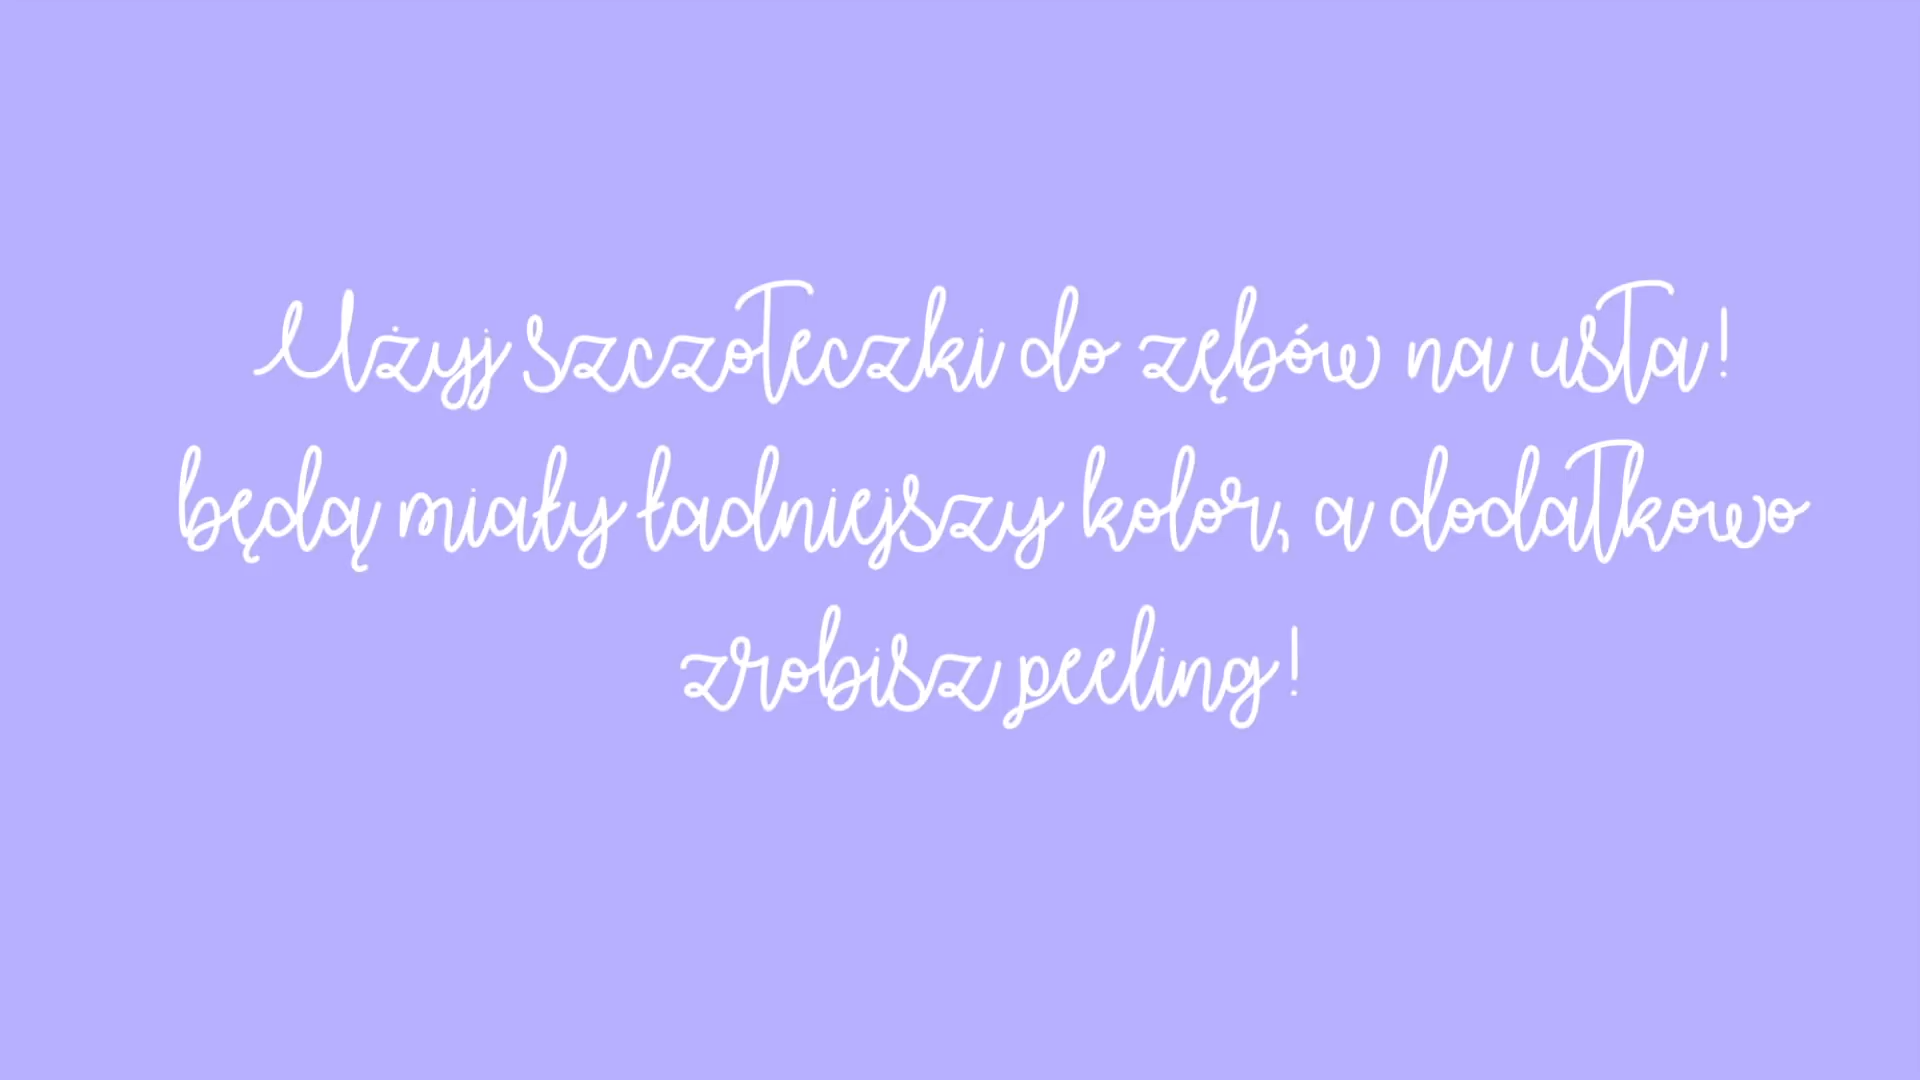 Użyj szczoteczki do zębów na usta!
będą miały ładniejszy kolor, a dodatkowo
zrobisz peeling!